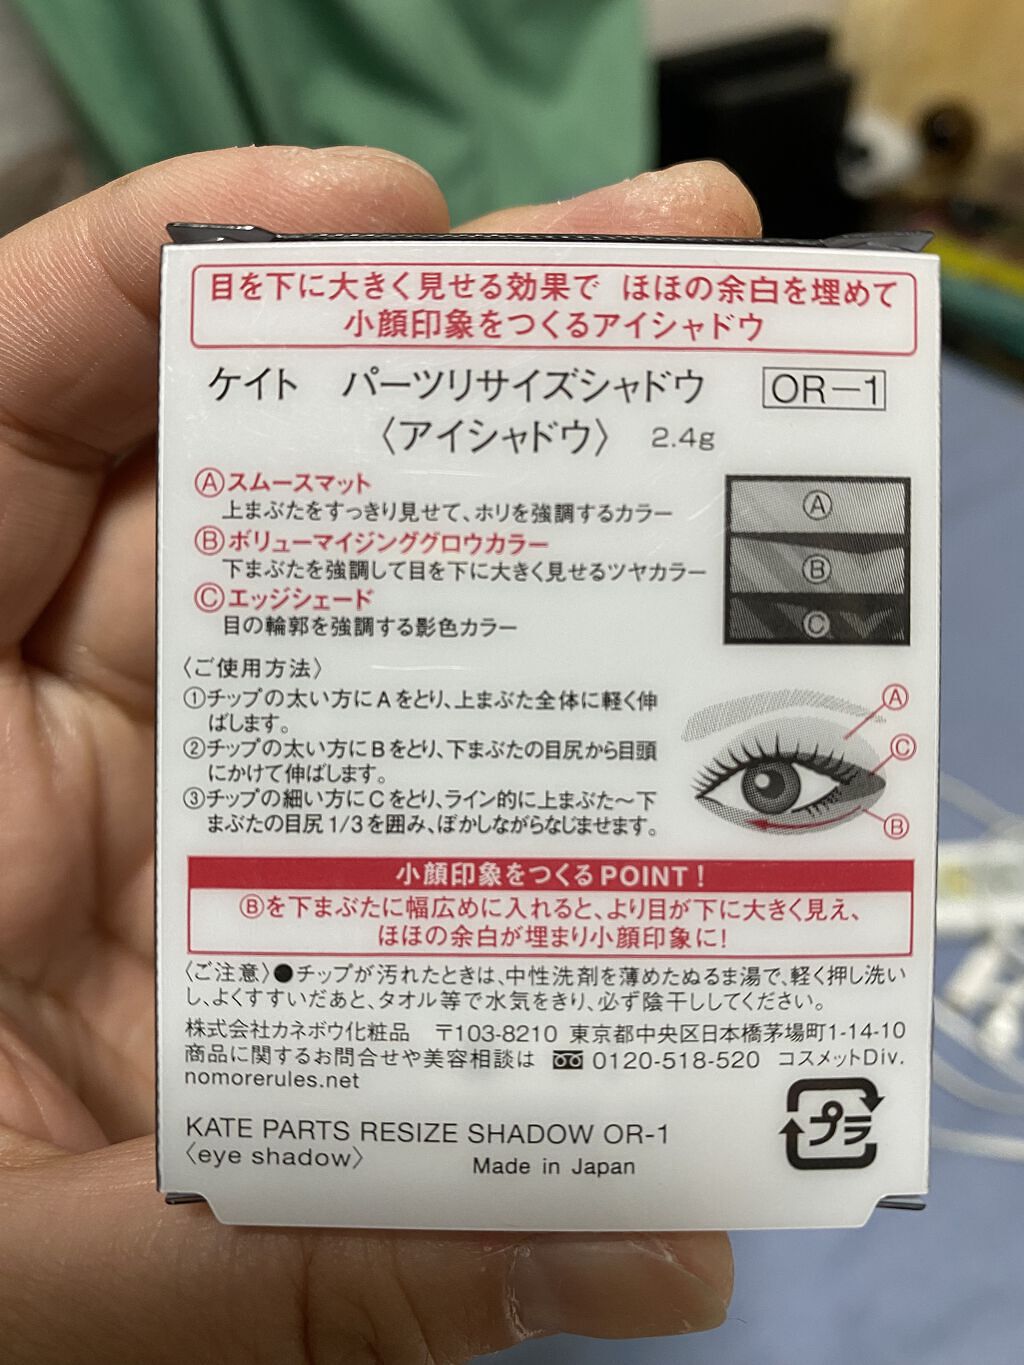 目を下に大きく見せる効果で ほほの余白を埋めて
小顔印象をつくるアイシャドウ
ケイト パーツリサイズシャドウ OR-1
〈アイシャドウ〉 2.4g
Ⓐスムースマット
上まぶたをすっきり見せて、ホリを強調するカラー
Ⓑボリューマイジンググロウカラー
下まぶたを強調して目を下に大きく見せるツヤカラー
Ⓒエッジシェード
目の輪郭を強調する影色カラー
Ⓐ
Ⓑ
Ⓒ
〈ご使用方法〉
①チップの太い方にAをとり、上まぶた全体に軽く伸
ばします。
②チップの太い方にBをとり、下まぶたの目尻から目頭
にかけて伸ばします。
③チップの細い方にCをとり、ライン的に上まぶた～下
まぶたの目尻1/3を囲み、ぼかしながらなじませます。
Ⓐ
Ⓒ
Ⓑ
小顔印象をつくるPOINT！
Ⓑを下まぶたに幅広めに入れると、より目が下に大きく見え、
ほほの余白が埋まり小顔印象に!
〈ご注意〉●チップが汚れたときは、中性洗剤を薄めたぬるま湯で、軽く押し洗い
し、よくすすいだあと、タオル等で水気をきり、必ず陰干ししてください。
株式会社カネボウ化粧品 〒103-8210 東京都中央区日本橋茅場町1-14-10
商品に関するお問合せや美容相談は 0120-518-520 コスメットDiv.
nomorerules.net
KATE PARTS RESIZE SHADOW OR-1
〈eye shadow〉 Made in Japan
プラ